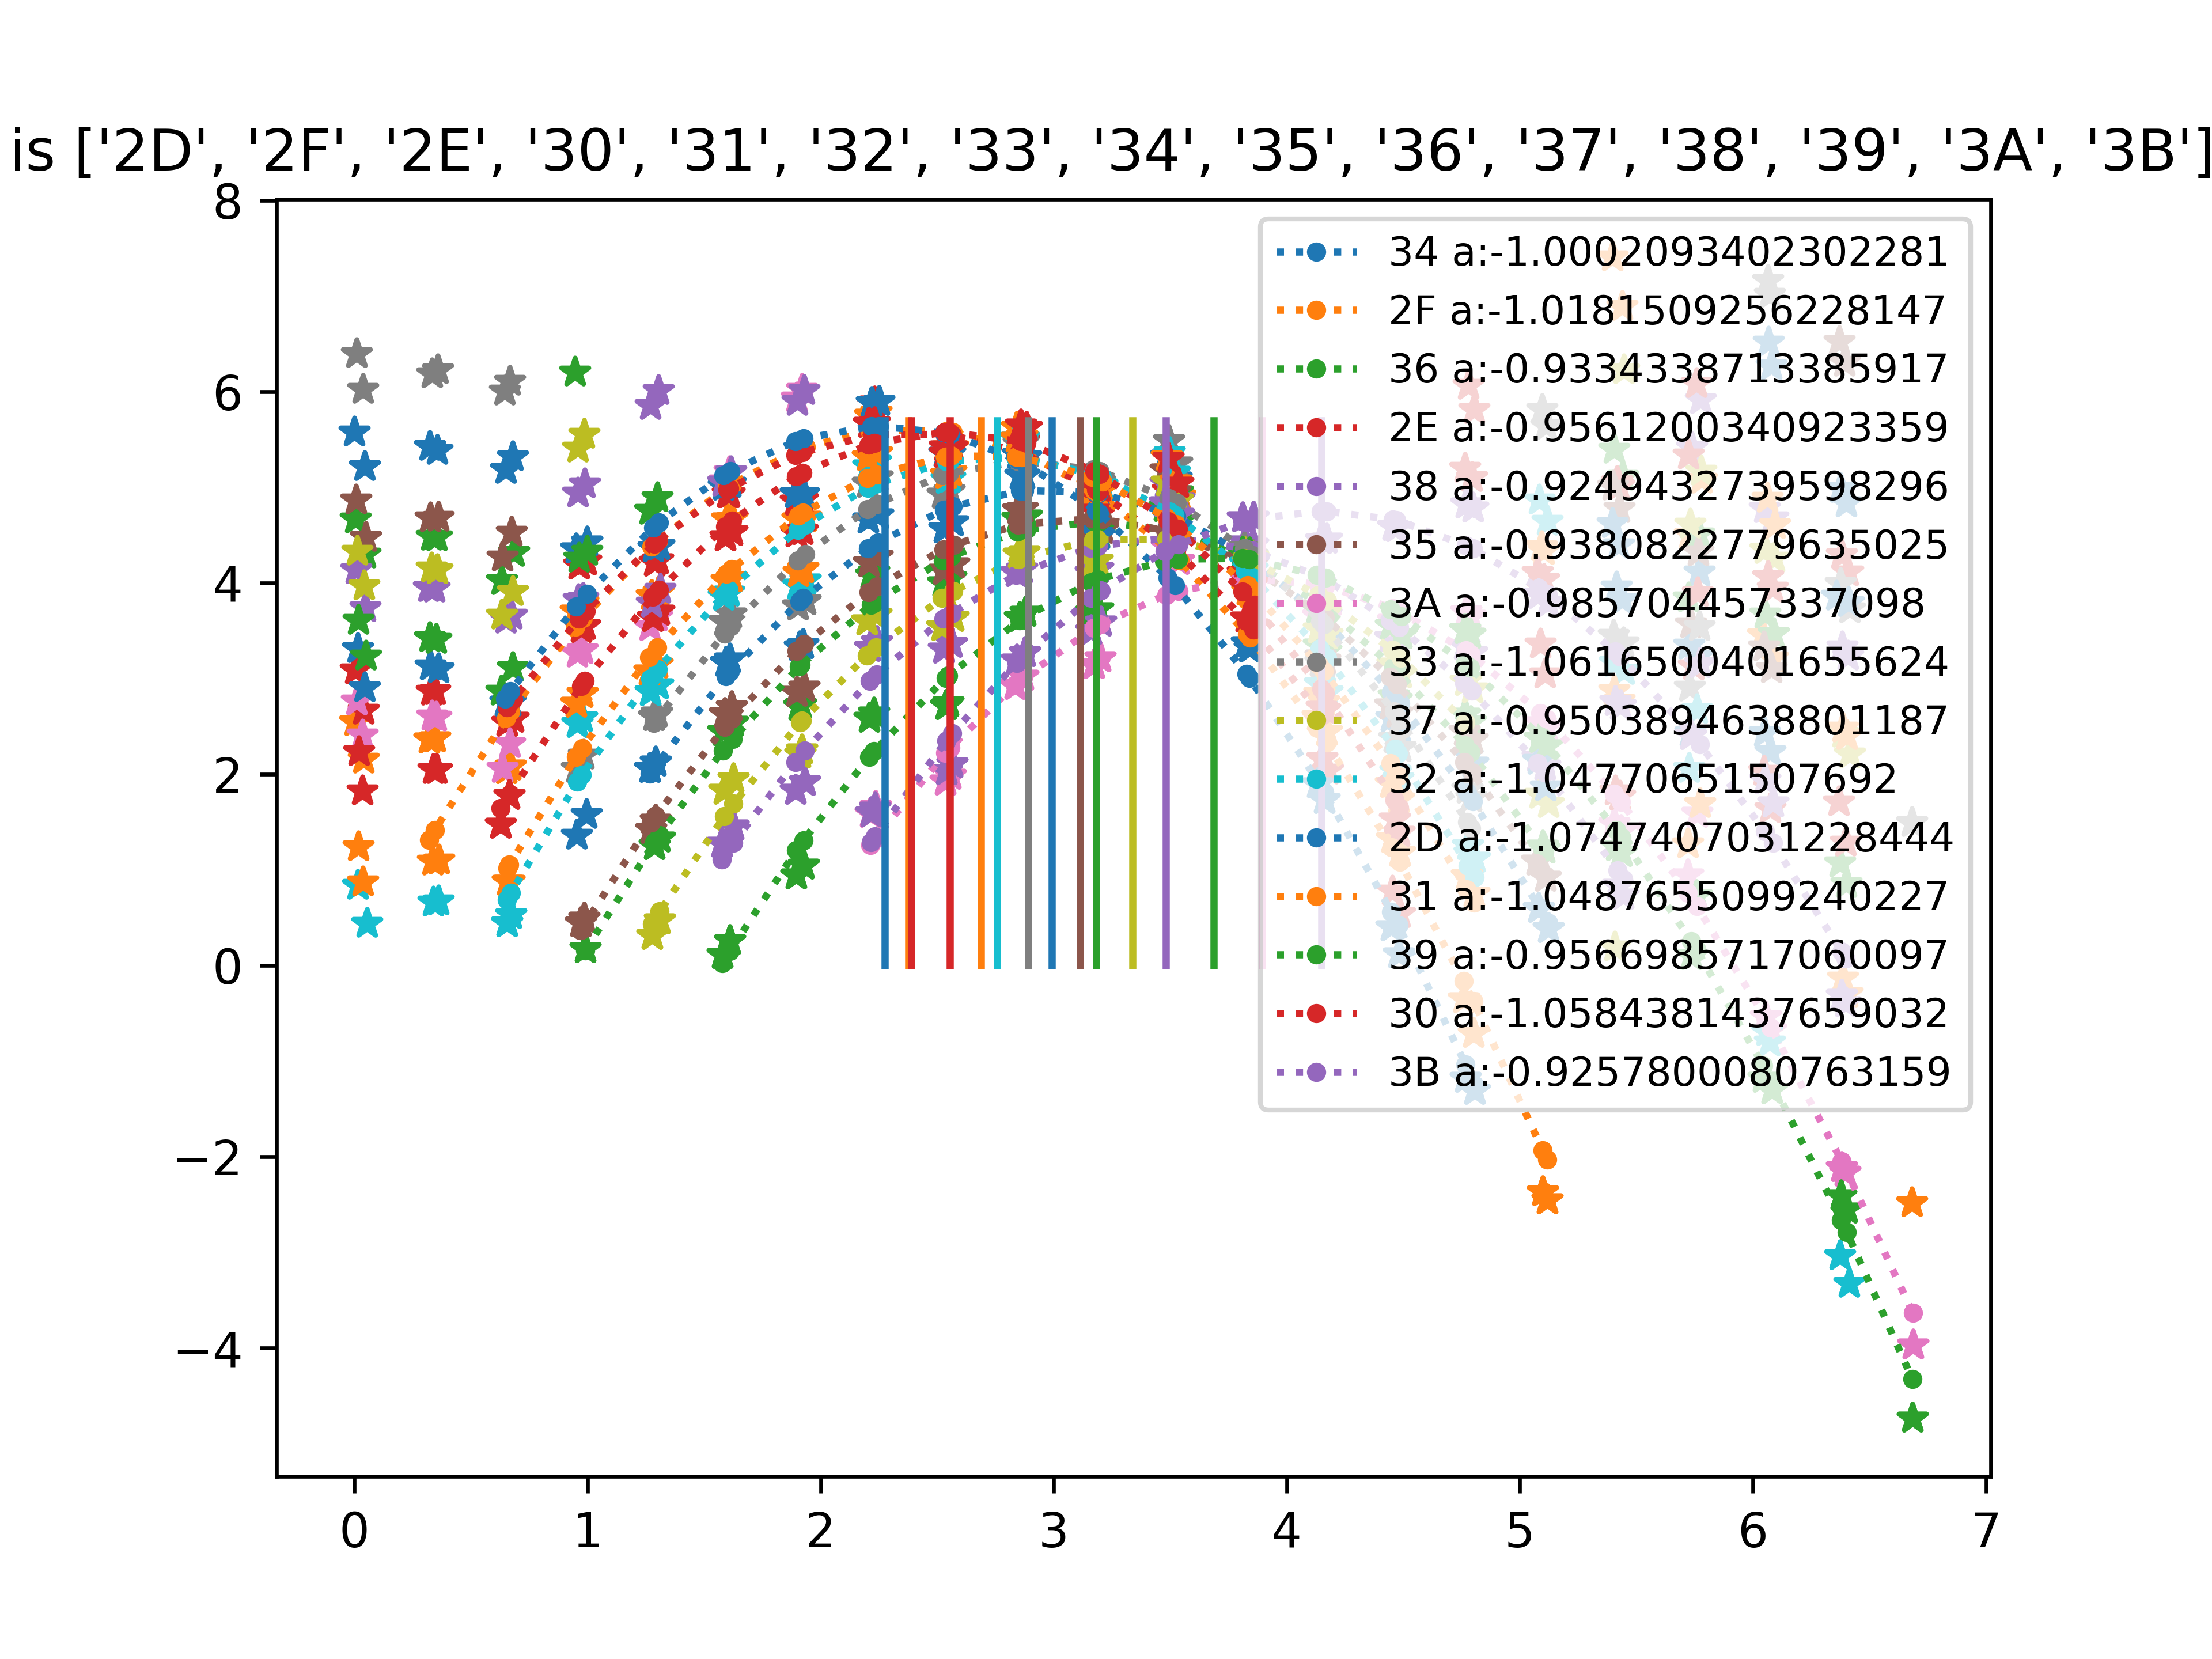 is ['2D', '2F', '2E', '30', '31', '32', '33', '34', '35', '36', '37', '38', '39', '3A', '3B']
8
6
4
2
0
−2
−4
34 a:-1.0002093402302281
2F a:-1.0181509256228147
36 a:-0.9334338713385917
2E a:-0.9561200340923359
38 a:-0.9249432739598296
35 a:-0.9380822779635025
3A a:-0.985704457337098
33 a:-1.0616500401655624
37 a:-0.9503894638801187
32 a:-1.047706515507692
2D a:-1.0747407031228444
31 a:-1.0487655099240227
39 a:-0.9566985717060097
30 a:-1.0584381437659032
3B a:-0.9257800080763159
0 1 2 3 4 5 6 7